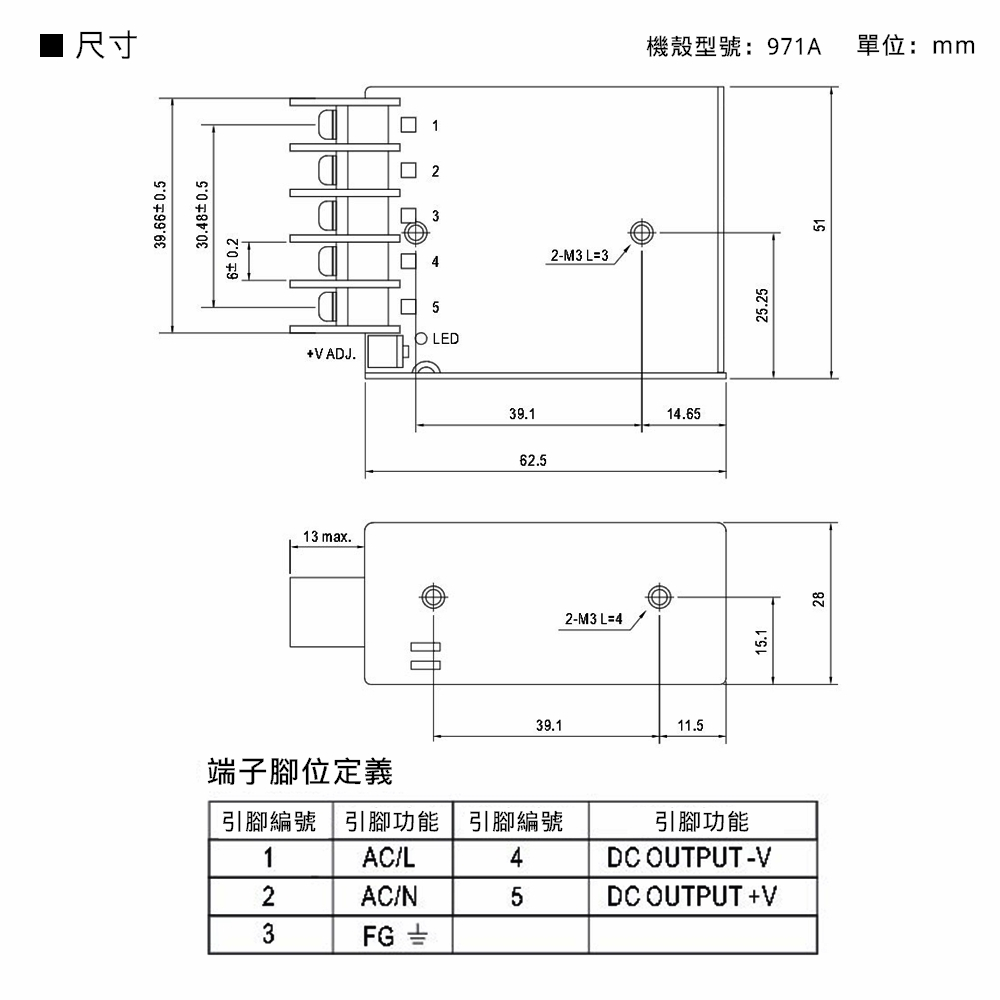 ■ 尺寸
機殼型號：971A 單位：mm
1
2
3
4
5
39.66±0.5
30.48±0.5
6±0.2
2-M3 L=3
51
25.25
LED
+V ADJ.
39.1
14.65
62.5
13 max.
2-M3 L=4
28
15.1
39.1
11.5
端子腳位定義
引腳編號 引腳功能 引腳編號 引腳功能
1 AC/L 4 DC OUTPUT -V
2 AC/N 5 DC OUTPUT +V
3 FG ⏚